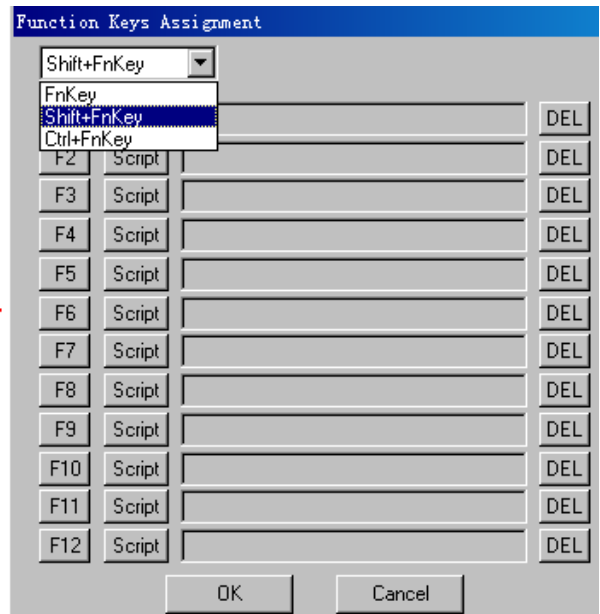 Function Keys Assignment
Shift+FnKey
FnKey
Shift+FnKey
Ctrl+FnKey
DEL
F2 Script DEL
F3 Script DEL
F4 Script DEL
F5 Script DEL
F6 Script DEL
F7 Script DEL
F8 Script DEL
F9 Script DEL
F10 Script DEL
F11 Script DEL
F12 Script DEL
OK Cancel